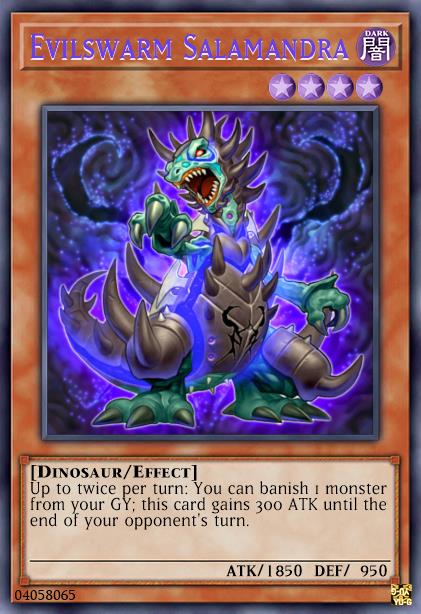 EVILSWARM SALAMANDRA
DARK
闇
[DINOSAUR/EFFECT]
Up to twice per turn: You can banish 1 monster
from your GY; this card gains 300 ATK until the
end of your opponent's turn.
ATK/1850 DEF/ 950
04058065